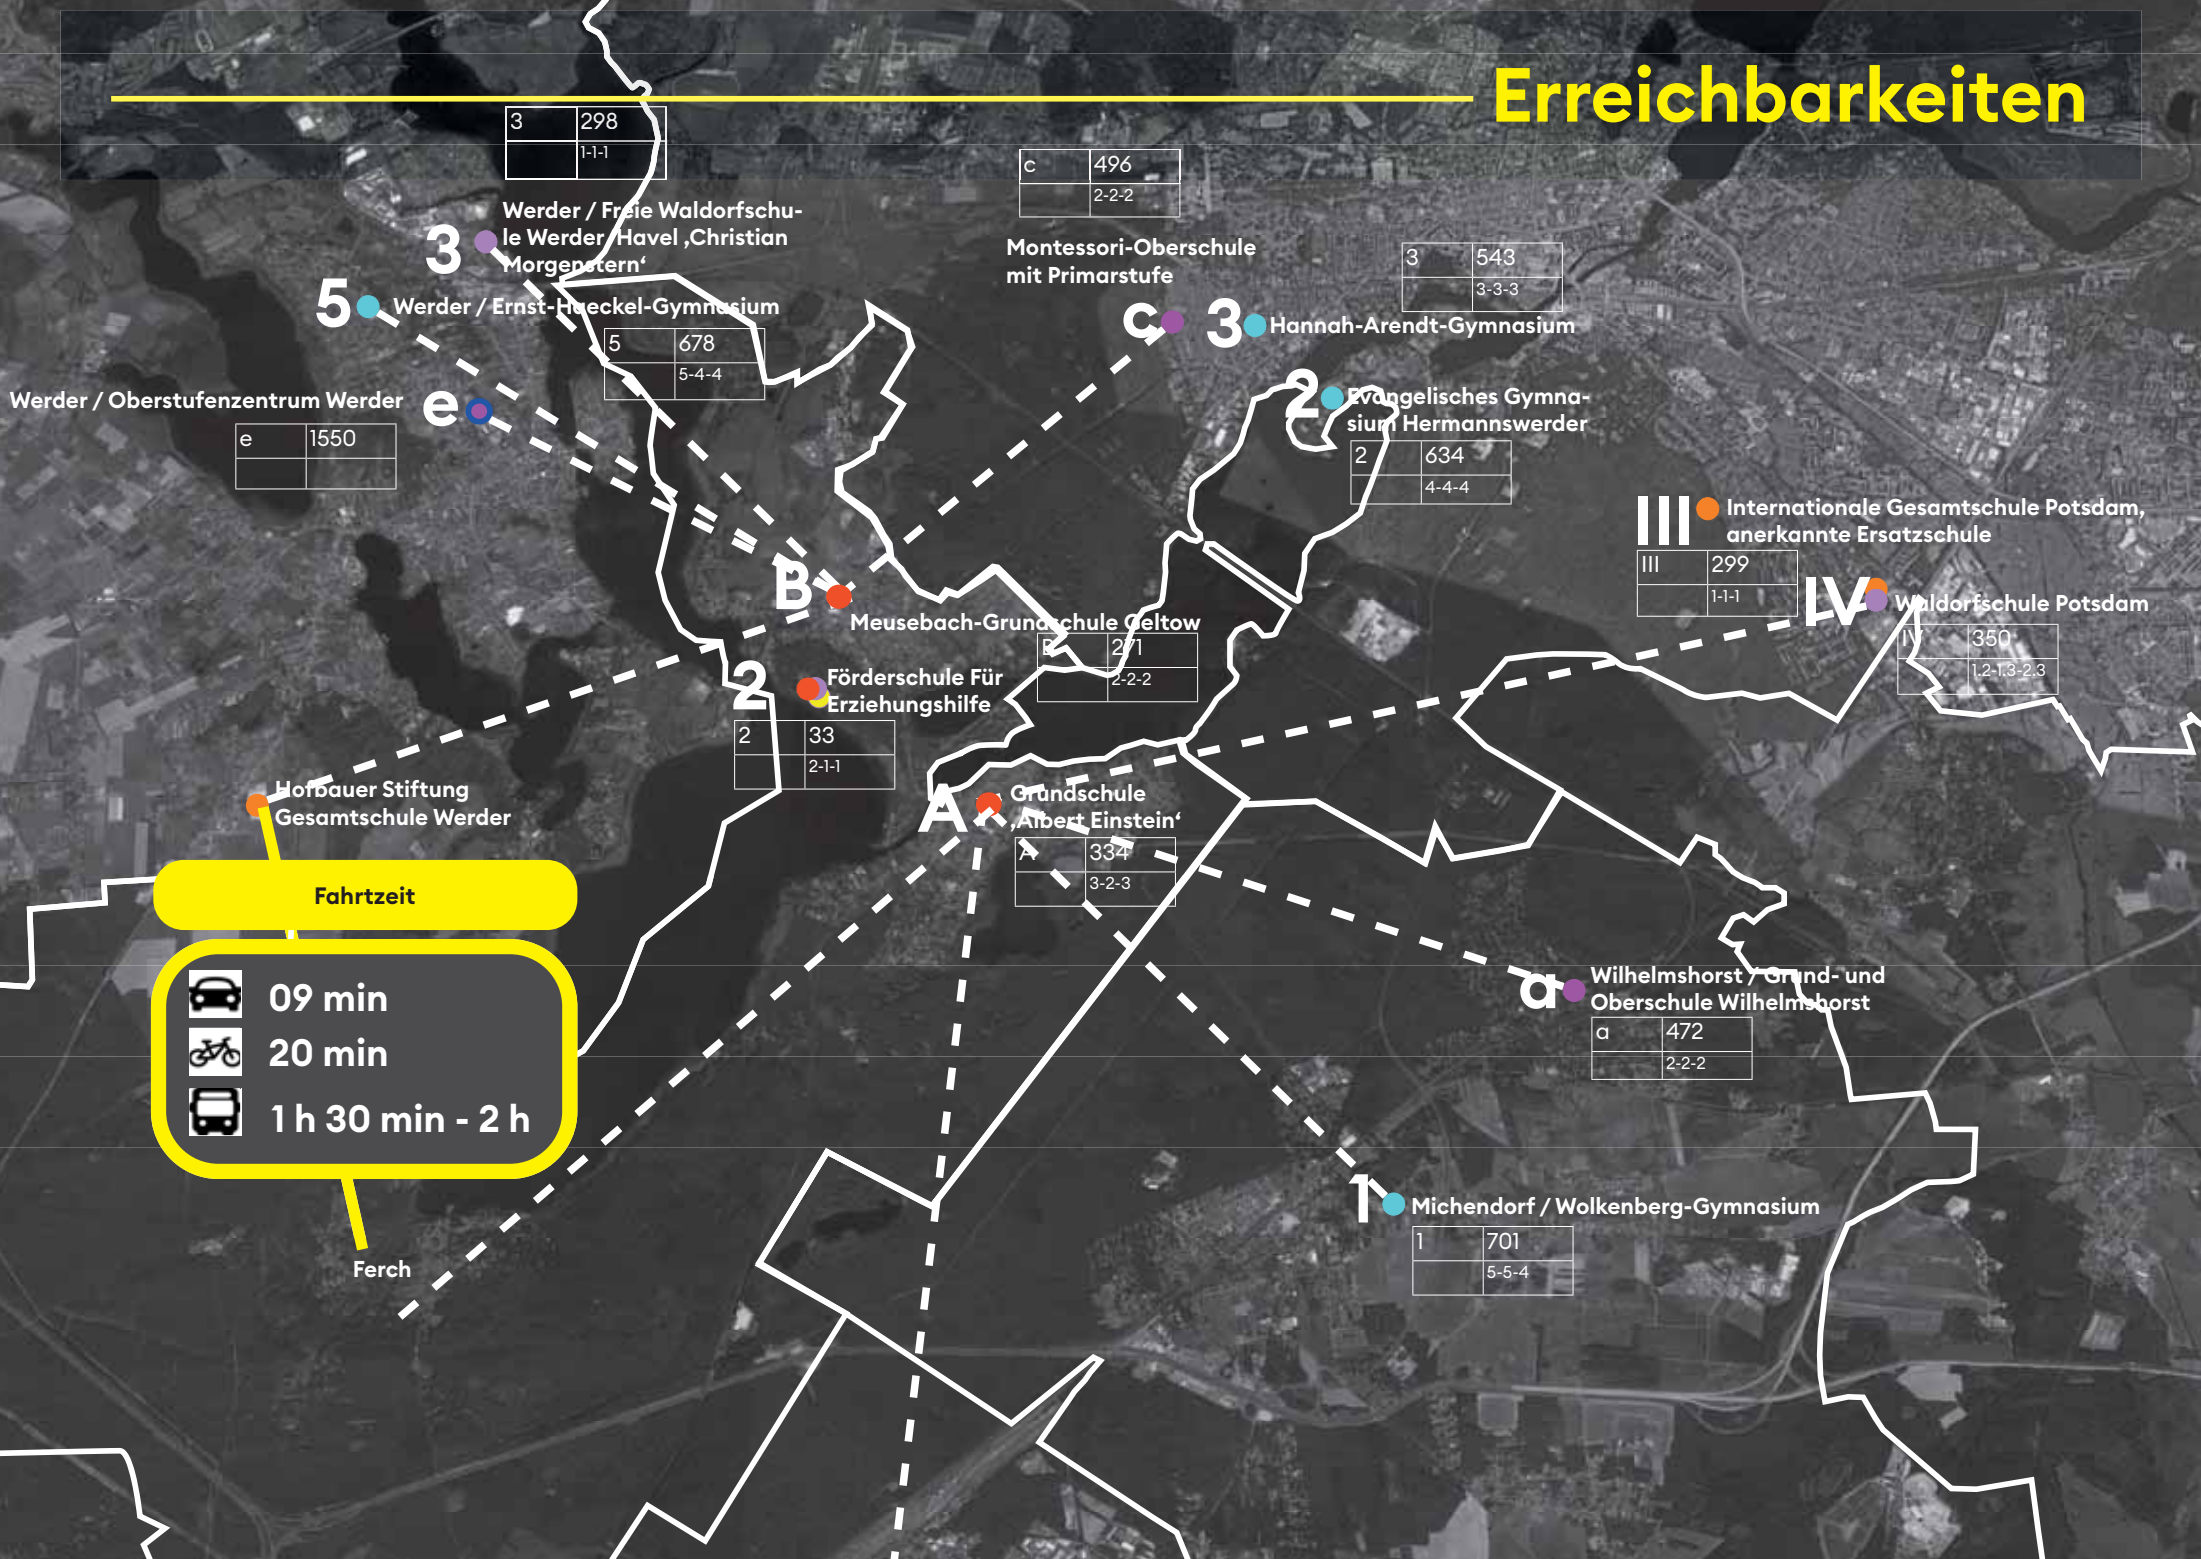 Erreichbarkeiten
3 298
1-1-1
c 496
2-2-2
Werder / Freie Waldorfschu-
le Werder/Havel ‚Christian
Morgenstern‘
3
Montessori-Oberschule
mit Primarstufe
3 543
3-3-3
5
Werder / Ernst-Haeckel-Gymnasium
c
3
Hannah-Arendt-Gymnasium
5 678
5-4-4
Werder / Oberstufenzentrum Werder
e
e 1550
2
Evangelisches Gymna-
sium Hermannswerder
2 634
4-4-4
III
Internationale Gesamtschule Potsdam,
anerkannte Ersatzschule
III 299
1-1-1
IV
Waldorfschule Potsdam
IV 350
1.2-1.3-2.3
B
Meusebach-Grundschule Geltow
B 271
2-2-2
2
Förderschule Für
Erziehungshilfe
2 33
2-1-1
Hofbauer Stiftung
Gesamtschule Werder
A
Grundschule
‚Albert Einstein‘
A 334
3-2-3
Fahrtzeit
09 min
20 min
1 h 30 min - 2 h
a
Wilhelmshorst / Grund- und
Oberschule Wilhelmshorst
a 472
2-2-2
1
Michendorf / Wolkenberg-Gymnasium
1 701
5-5-4
Ferch